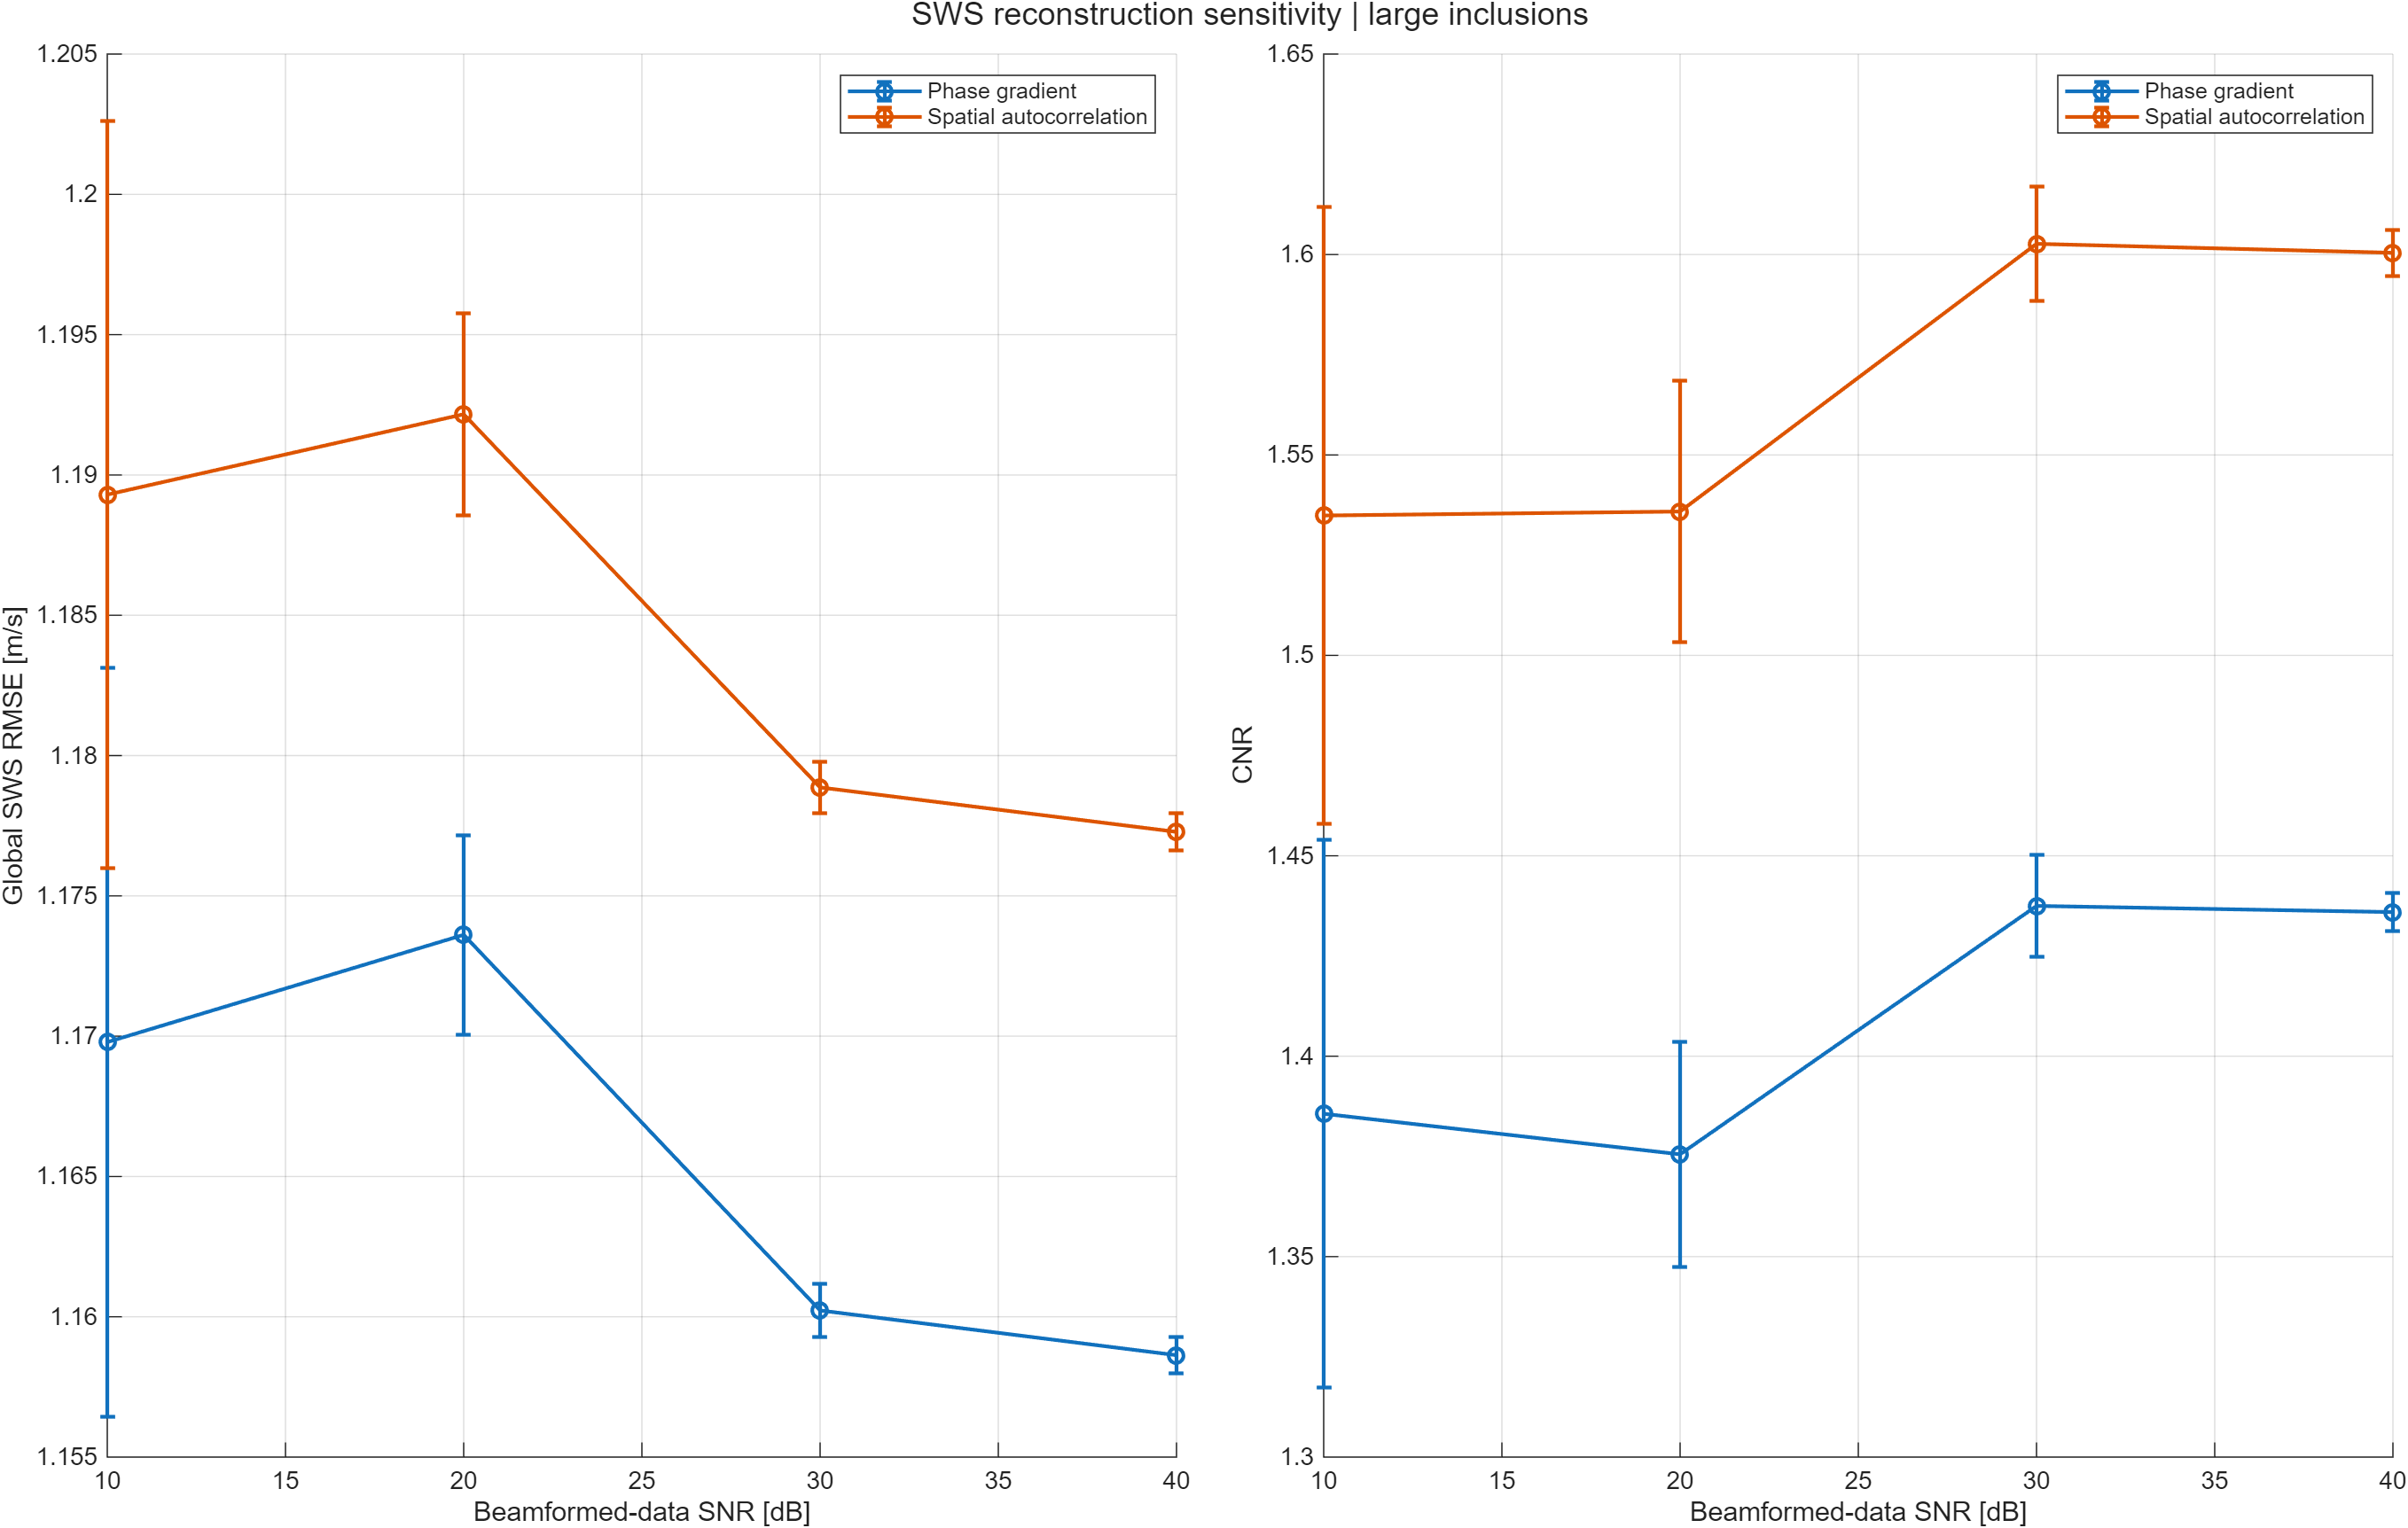 SWS reconstruction sensitivity | large inclusions
Global SWS RMSE [m/s]
1.205
1.2
1.195
1.19
1.185
1.18
1.175
1.17
1.165
1.16
1.155
10 15 20 25 30 35 40
Beamformed-data SNR [dB]
Phase gradient
Spatial autocorrelation
CNR
1.65
1.6
1.55
1.5
1.45
1.4
1.35
1.3
10 15 20 25 30 35 40
Beamformed-data SNR [dB]
Phase gradient
Spatial autocorrelation